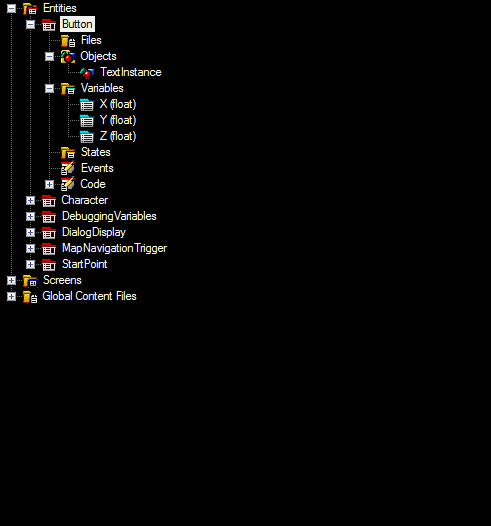 Entities
Button
Files
Objects
TextInstance
Variables
X (float)
Y (float)
Z (float)
States
Events
Code
Character
DebuggingVariables
DialogDisplay
MapNavigationTrigger
StartPoint
Screens
Global Content Files